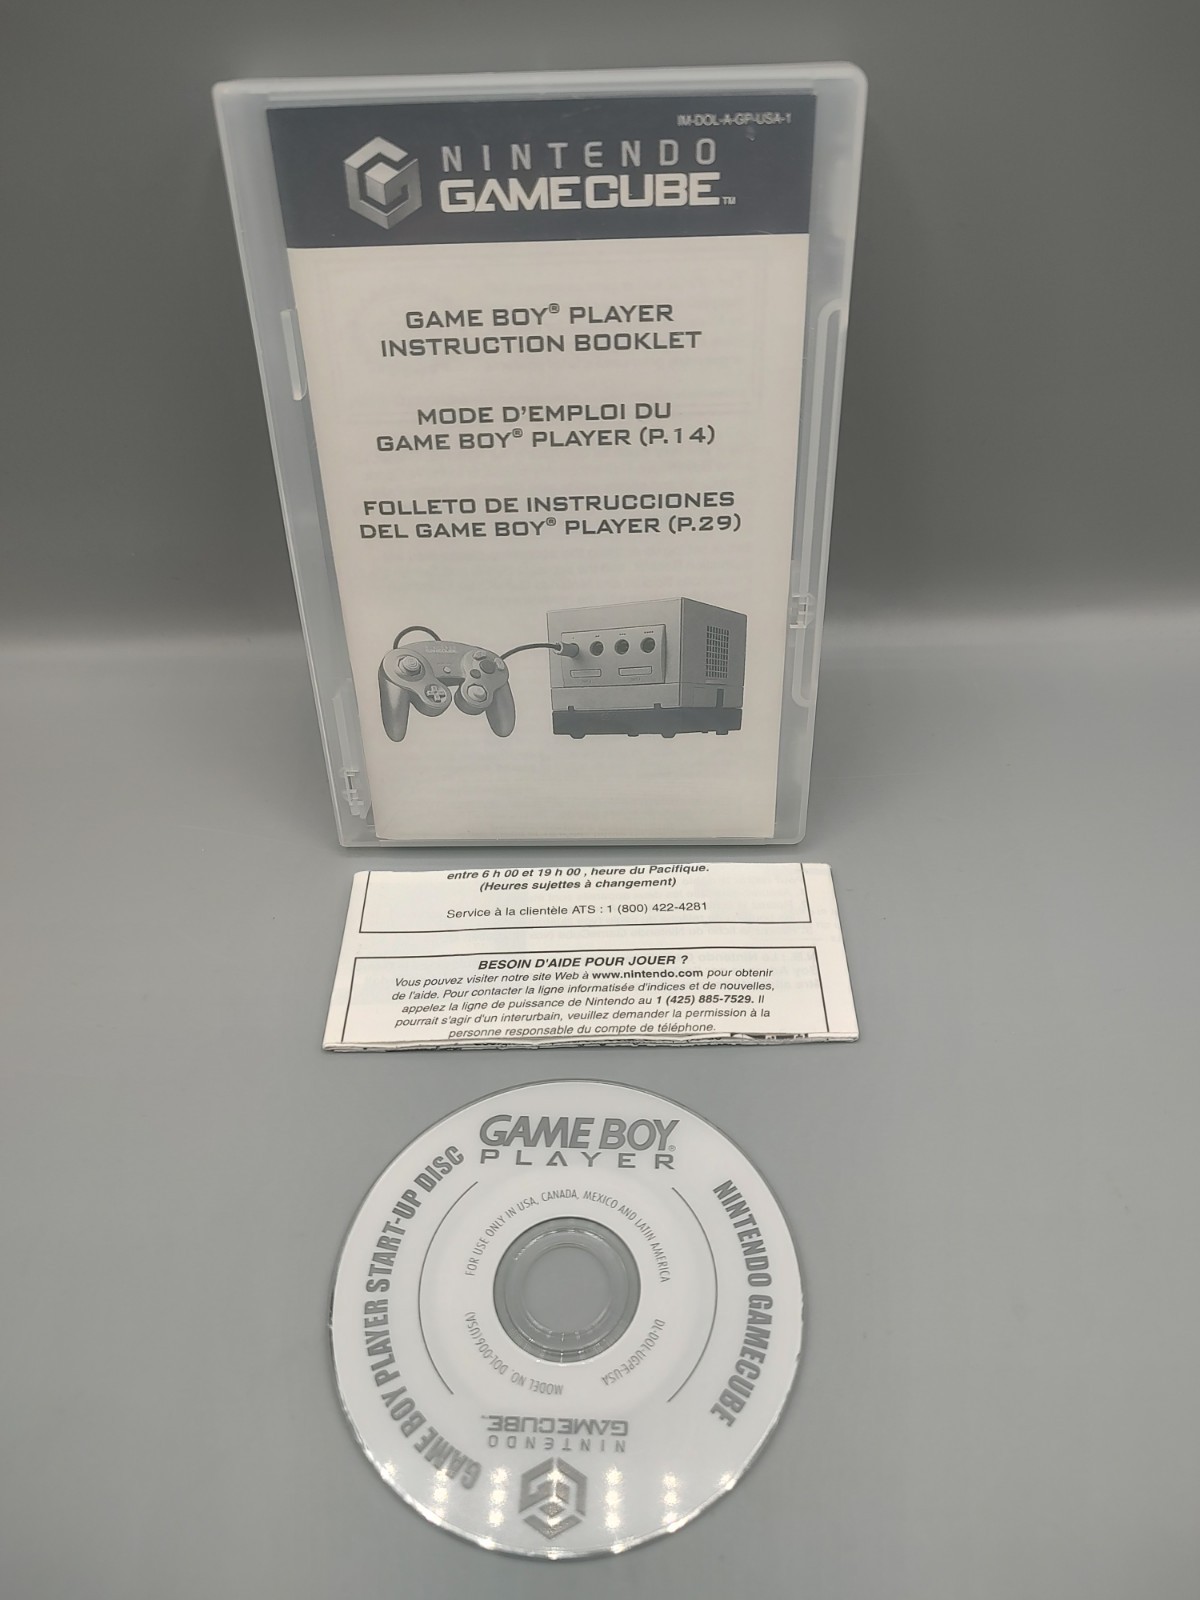 IM-DOL-A-GP-USA-1
NINTENDO
GAMECUBE™
GAME BOY® PLAYER
INSTRUCTION BOOKLET
MODE D'EMPLOI DU
GAME BOY® PLAYER (P.14)
FOLLETO DE INSTRUCCIONES
DEL GAME BOY® PLAYER (P.29)
entre 6 h 00 et 19 h 00 , heure du Pacifique.
(Heures sujettes à changement)
Service à la clientèle ATS : 1 (800) 422-4281
BESOIN D'AIDE POUR JOUER ?
Vous pouvez visiter notre site Web à www.nintendo.com pour obtenir
de l'aide. Pour contacter la ligne informatisée d'indices et de nouvelles,
appelez la ligne de puissance de Nintendo au 1 (425) 885-7529. Il
pourrait s'agir d'un interurbain, veuillez demander la permission à la
personne responsable du compte de téléphone.
GAME BOY®
PLAYER
GAME BOY PLAYER START-UP DISC
NINTENDO GAMECUBE
FOR USE ONLY IN USA, CANADA, MEXICO AND LATIN AMERICA
MODEL NO. DOL-006(USA)
DL-DOL-UGPE-USA
NINTENDO
GAMECUBE™